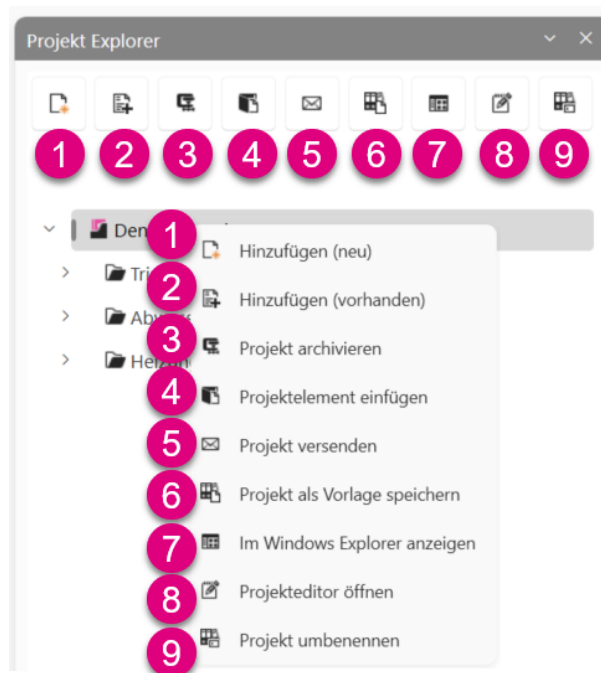 Projekt Explorer
1 2 3 4 5 6 7 8 9
1 Hinzufügen (neu)
2 Hinzufügen (vorhanden)
3 Projekt archivieren
4 Projektelement einfügen
5 Projekt versenden
6 Projekt als Vorlage speichern
7 Im Windows Explorer anzeigen
8 Projekteditor öffnen
9 Projekt umbenennen